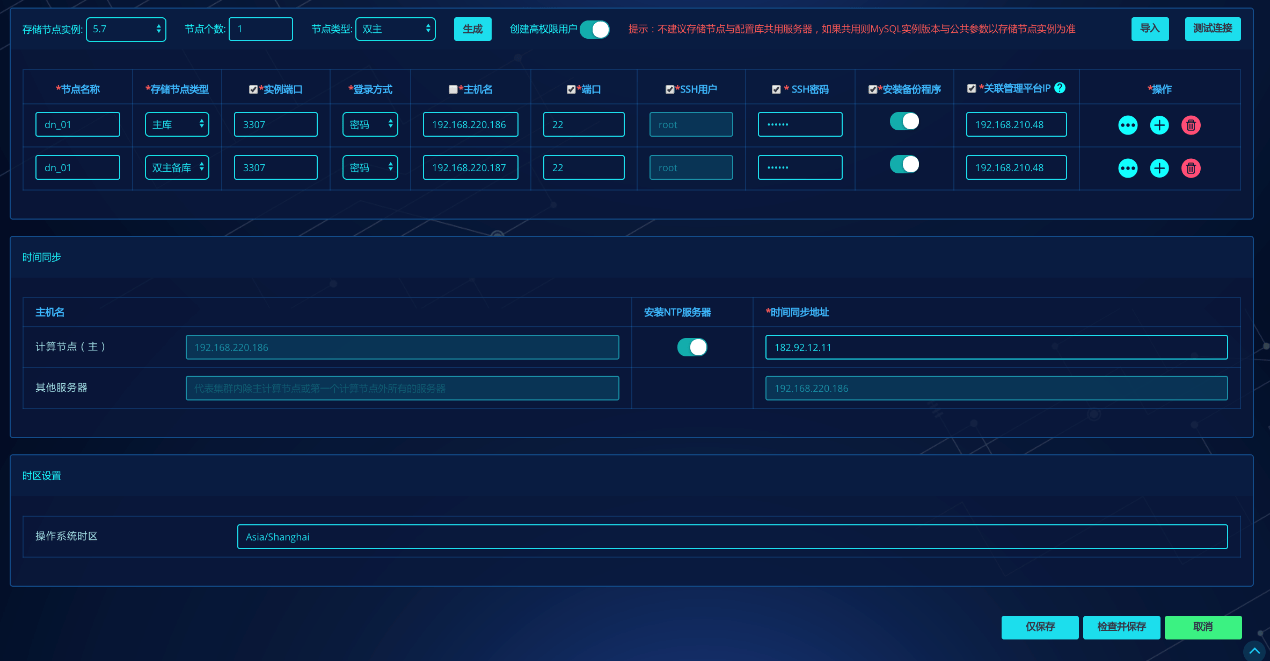 存储节点实例: 5.7 节点个数: 1 节点类型: 双主 生成 创建高权限用户 提示：不建议存储节点与配置库共用服务器，如果共用则MySQL实例版本与公共参数以存储节点实例为准 导入 测试连接
*节点名称 *存储节点类型 *实例端口 *登录方式 *主机名 *端口 *SSH用户 * SSH密码 *安装备份程序 *关联管理平台IP ? *操作
dn_01 主库 3307 密码 192.168.220.186 22 root •••••• 192.168.210.48
dn_01 双主备库 3307 密码 192.168.220.187 22 root •••••• 192.168.210.48
时间同步
主机名 安装NTP服务器 *时间同步地址
计算节点（主） 192.168.220.186 182.92.12.11
其他服务器 代表集群内除主计算节点或第一个计算节点外所有的服务器 192.168.220.186
时区设置
操作系统时区 Asia/Shanghai
仅保存 检查并保存 取消